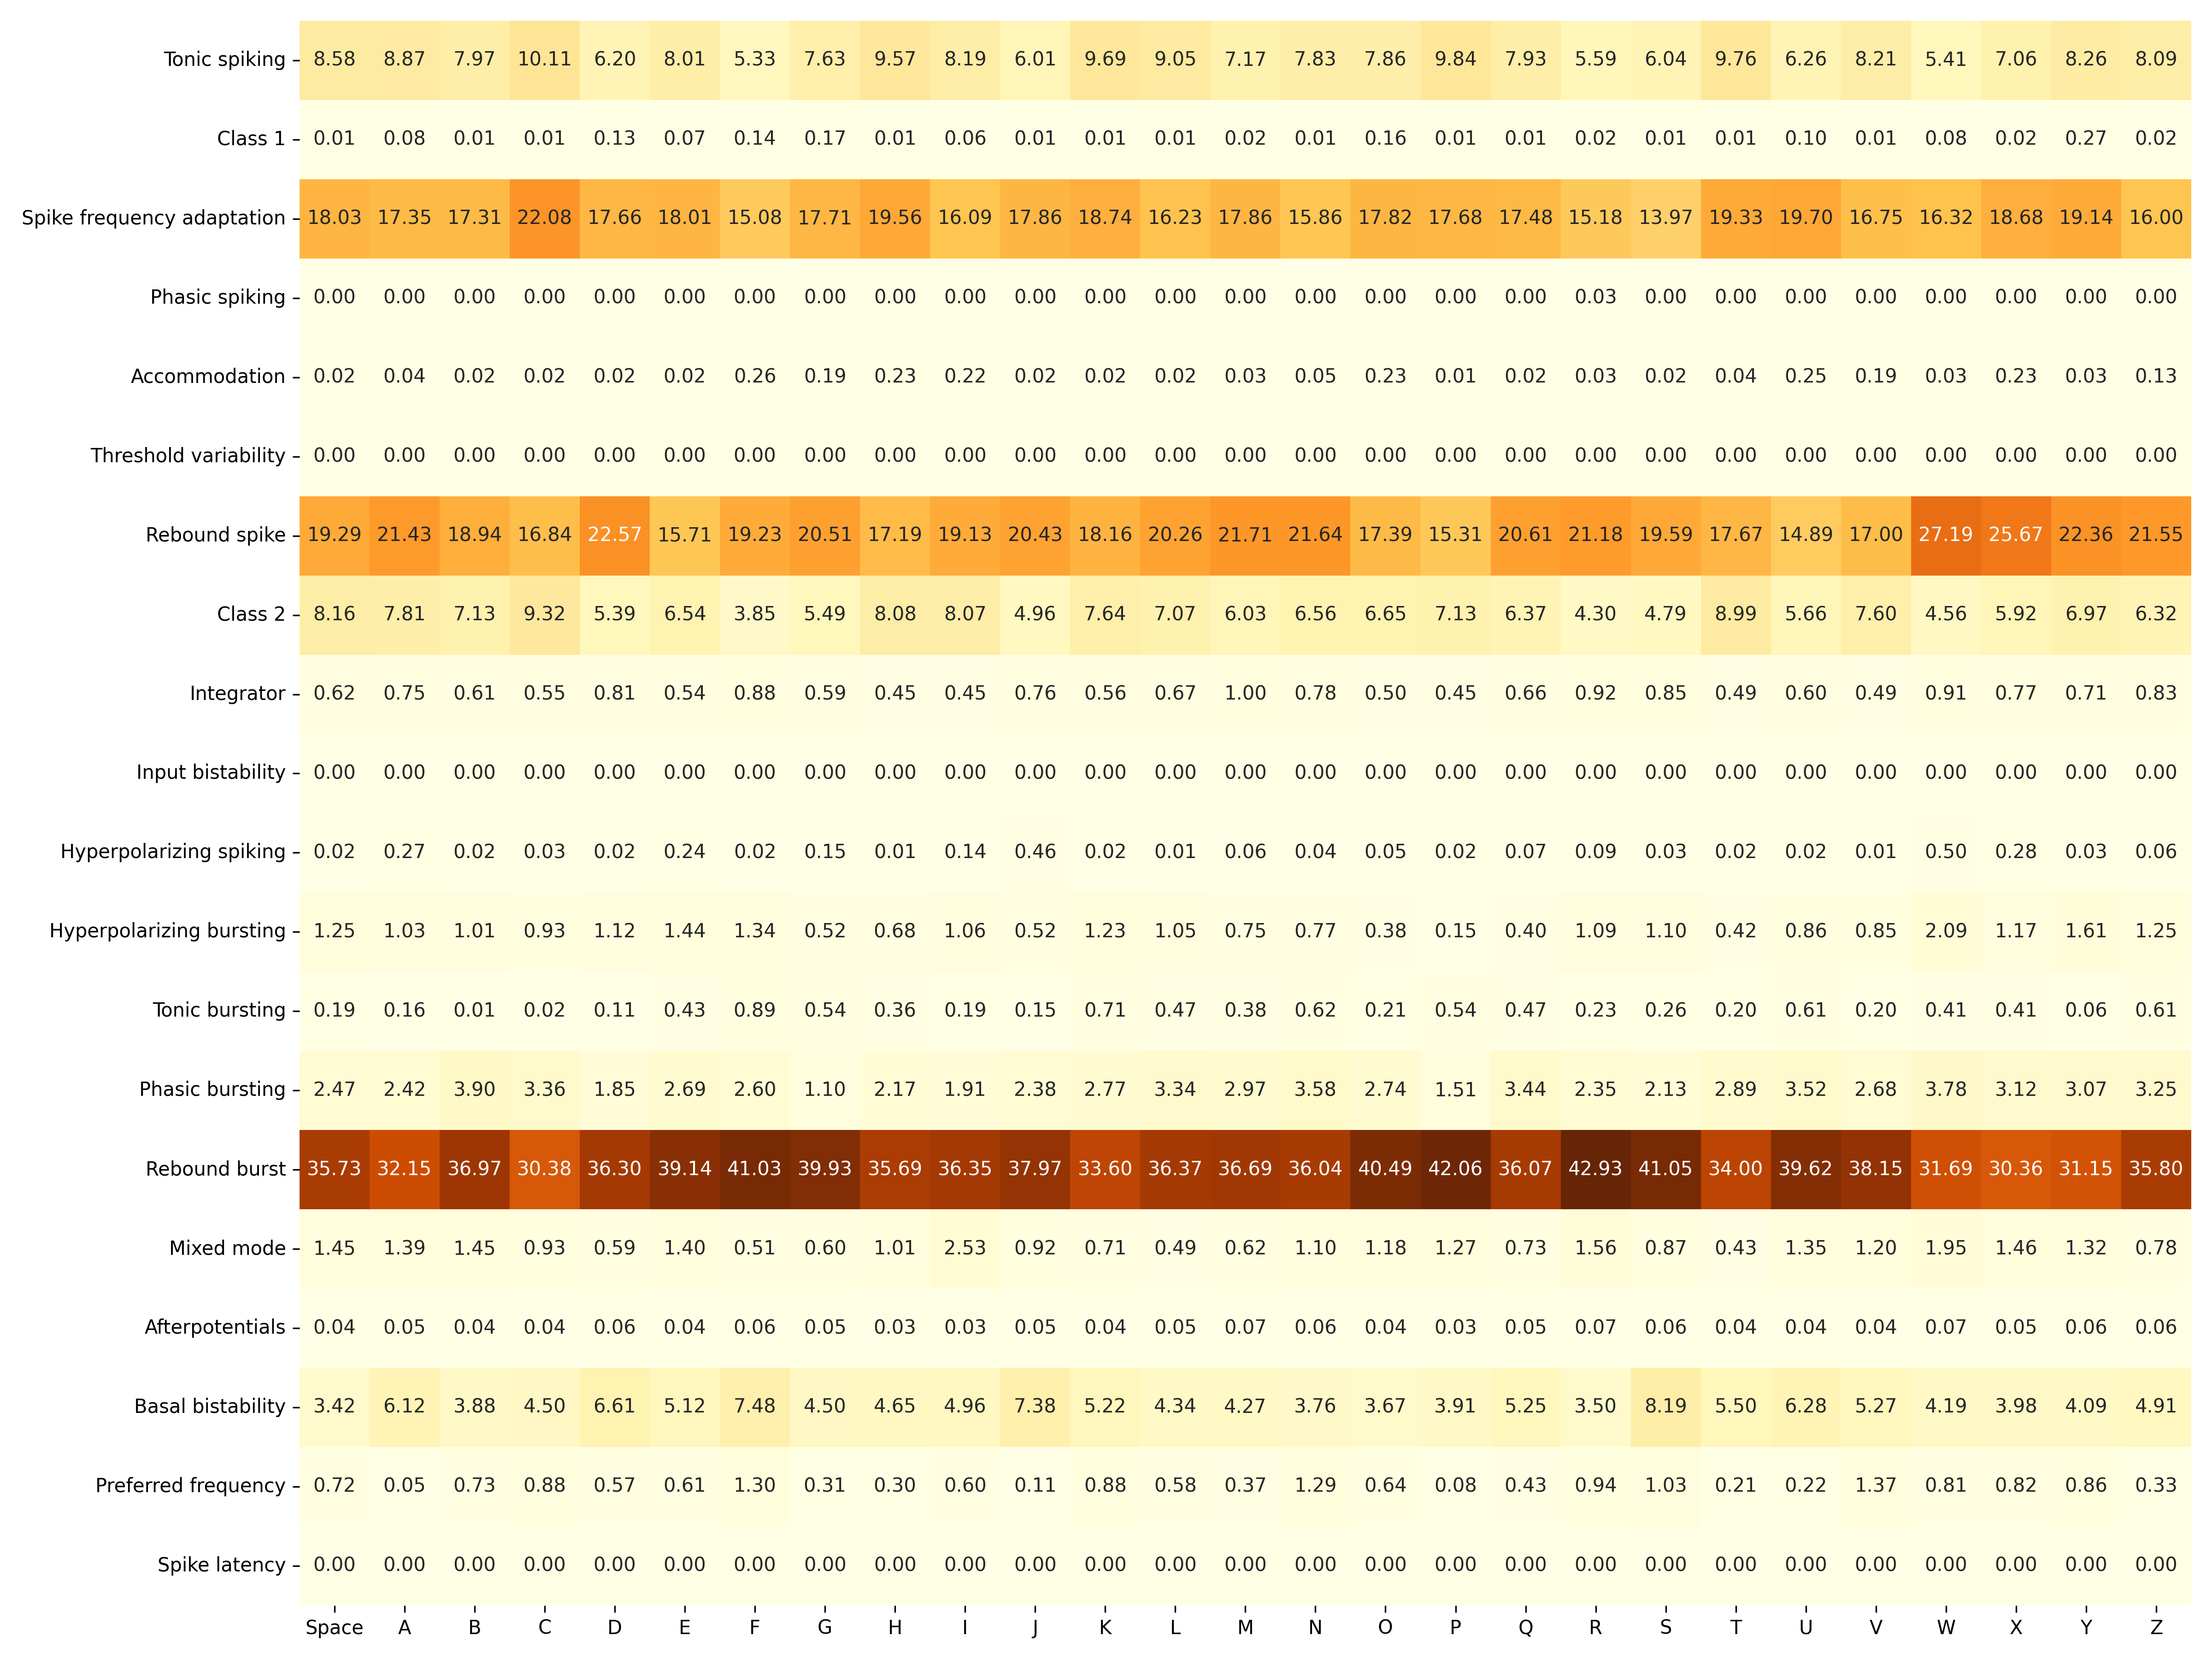 Tonic spiking 8.58 8.87 7.97 10.11 6.20 8.01 5.33 7.63 9.57 8.19 6.01 9.69 9.05 7.17 7.83 7.86 9.84 7.93 5.59 6.04 9.76 6.26 8.21 5.41 7.06 8.26 8.09
Class 1 0.01 0.08 0.01 0.01 0.13 0.07 0.14 0.17 0.01 0.06 0.01 0.01 0.01 0.02 0.01 0.16 0.01 0.01 0.02 0.01 0.01 0.10 0.01 0.08 0.02 0.27 0.02
Spike frequency adaptation 18.03 17.35 17.31 22.08 17.66 18.01 15.08 17.71 19.56 16.09 17.86 18.74 16.23 17.86 15.86 17.82 17.68 17.48 15.18 13.97 19.33 19.70 16.75 16.32 18.68 19.14 16.00
Phasic spiking 0.00 0.00 0.00 0.00 0.00 0.00 0.00 0.00 0.00 0.00 0.00 0.00 0.00 0.00 0.00 0.00 0.00 0.00 0.03 0.00 0.00 0.00 0.00 0.00 0.00 0.00 0.00
Accommodation 0.02 0.04 0.02 0.02 0.02 0.02 0.26 0.19 0.23 0.22 0.02 0.02 0.02 0.03 0.05 0.23 0.01 0.02 0.03 0.02 0.04 0.25 0.19 0.03 0.23 0.03 0.13
Threshold variability 0.00 0.00 0.00 0.00 0.00 0.00 0.00 0.00 0.00 0.00 0.00 0.00 0.00 0.00 0.00 0.00 0.00 0.00 0.00 0.00 0.00 0.00 0.00 0.00 0.00 0.00 0.00
Rebound spike 19.29 21.43 18.94 16.84 22.57 15.71 19.23 20.51 17.19 19.13 20.43 18.16 20.26 21.71 21.64 17.39 15.31 20.61 21.18 19.59 17.67 14.89 17.00 27.19 25.67 22.36 21.55
Class 2 8.16 7.81 7.13 9.32 5.39 6.54 3.85 5.49 8.08 8.07 4.96 7.64 7.07 6.03 6.56 6.65 7.13 6.37 4.30 4.79 8.99 5.66 7.60 4.56 5.92 6.97 6.32
Integrator 0.62 0.75 0.61 0.55 0.81 0.54 0.88 0.59 0.45 0.45 0.76 0.56 0.67 1.00 0.78 0.50 0.45 0.66 0.92 0.85 0.49 0.60 0.49 0.91 0.77 0.71 0.83
Input bistability 0.00 0.00 0.00 0.00 0.00 0.00 0.00 0.00 0.00 0.00 0.00 0.00 0.00 0.00 0.00 0.00 0.00 0.00 0.00 0.00 0.00 0.00 0.00 0.00 0.00 0.00 0.00
Hyperpolarizing spiking 0.02 0.27 0.02 0.03 0.02 0.24 0.02 0.15 0.01 0.14 0.46 0.02 0.01 0.06 0.04 0.05 0.02 0.07 0.09 0.03 0.02 0.02 0.01 0.50 0.28 0.03 0.06
Hyperpolarizing bursting 1.25 1.03 1.01 0.93 1.12 1.44 1.34 0.52 0.68 1.06 0.52 1.23 1.05 0.75 0.77 0.38 0.15 0.40 1.09 1.10 0.42 0.86 0.85 2.09 1.17 1.61 1.25
Tonic bursting 0.19 0.16 0.01 0.02 0.11 0.43 0.89 0.54 0.36 0.19 0.15 0.71 0.47 0.38 0.62 0.21 0.54 0.47 0.23 0.26 0.20 0.61 0.20 0.41 0.41 0.06 0.61
Phasic bursting 2.47 2.42 3.90 3.36 1.85 2.69 2.60 1.10 2.17 1.91 2.38 2.77 3.34 2.97 3.58 2.74 1.51 3.44 2.35 2.13 2.89 3.52 2.68 3.78 3.12 3.07 3.25
Rebound burst 35.73 32.15 36.97 30.38 36.30 39.14 41.03 39.93 35.69 36.35 37.97 33.60 36.37 36.69 36.04 40.49 42.06 36.07 42.93 41.05 34.00 39.62 38.15 31.69 30.36 31.15 35.80
Mixed mode 1.45 1.39 1.45 0.93 0.59 1.40 0.51 0.60 1.01 2.53 0.92 0.71 0.49 0.62 1.10 1.18 1.27 0.73 1.56 0.87 0.43 1.35 1.20 1.95 1.46 1.32 0.78
Afterpotentials 0.04 0.05 0.04 0.04 0.06 0.04 0.06 0.05 0.03 0.03 0.05 0.04 0.05 0.07 0.06 0.04 0.03 0.05 0.07 0.06 0.04 0.04 0.04 0.07 0.05 0.06 0.06
Basal bistability 3.42 6.12 3.88 4.50 6.61 5.12 7.48 4.50 4.65 4.96 7.38 5.22 4.34 4.27 3.76 3.67 3.91 5.25 3.50 8.19 5.50 6.28 5.27 4.19 3.98 4.09 4.91
Preferred frequency 0.72 0.05 0.73 0.88 0.57 0.61 1.30 0.31 0.30 0.60 0.11 0.88 0.58 0.37 1.29 0.64 0.08 0.43 0.94 1.03 0.21 0.22 1.37 0.81 0.82 0.86 0.33
Spike latency 0.00 0.00 0.00 0.00 0.00 0.00 0.00 0.00 0.00 0.00 0.00 0.00 0.00 0.00 0.00 0.00 0.00 0.00 0.00 0.00 0.00 0.00 0.00 0.00 0.00 0.00 0.00
Space A B C D E F G H I J K L M N O P Q R S T U V W X Y Z